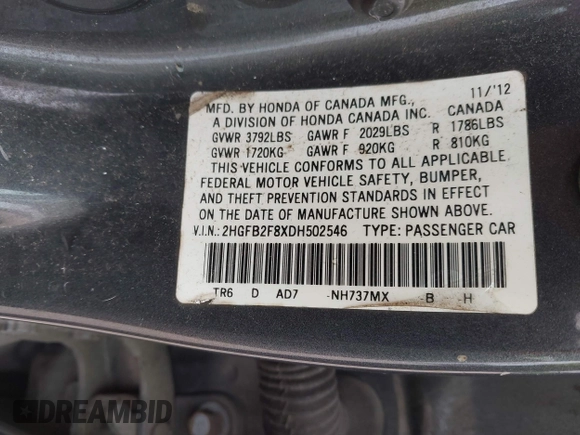 11/'12
MFD. BY HONDA OF CANADA MFG.,
A DIVISION OF HONDA CANADA INC. CANADA
GVWR 3792LBS GAWR F 2029LBS R 1786LBS
GVWR 1720KG GAWR F 920KG R 810KG
THIS VEHICLE CONFORMS TO ALL APPLICABLE
FEDERAL MOTOR VEHICLE SAFETY, BUMPER,
AND THEFT PREVENTION STANDARDS IN EFFECT
ON THE DATE OF MANUFACTURE SHOWN ABOVE.
V.I.N.: 2HGFB2F8XDH502546 TYPE: PASSENGER CAR
TR6 D AD7 -NH737MX -B -H
DREAMBID